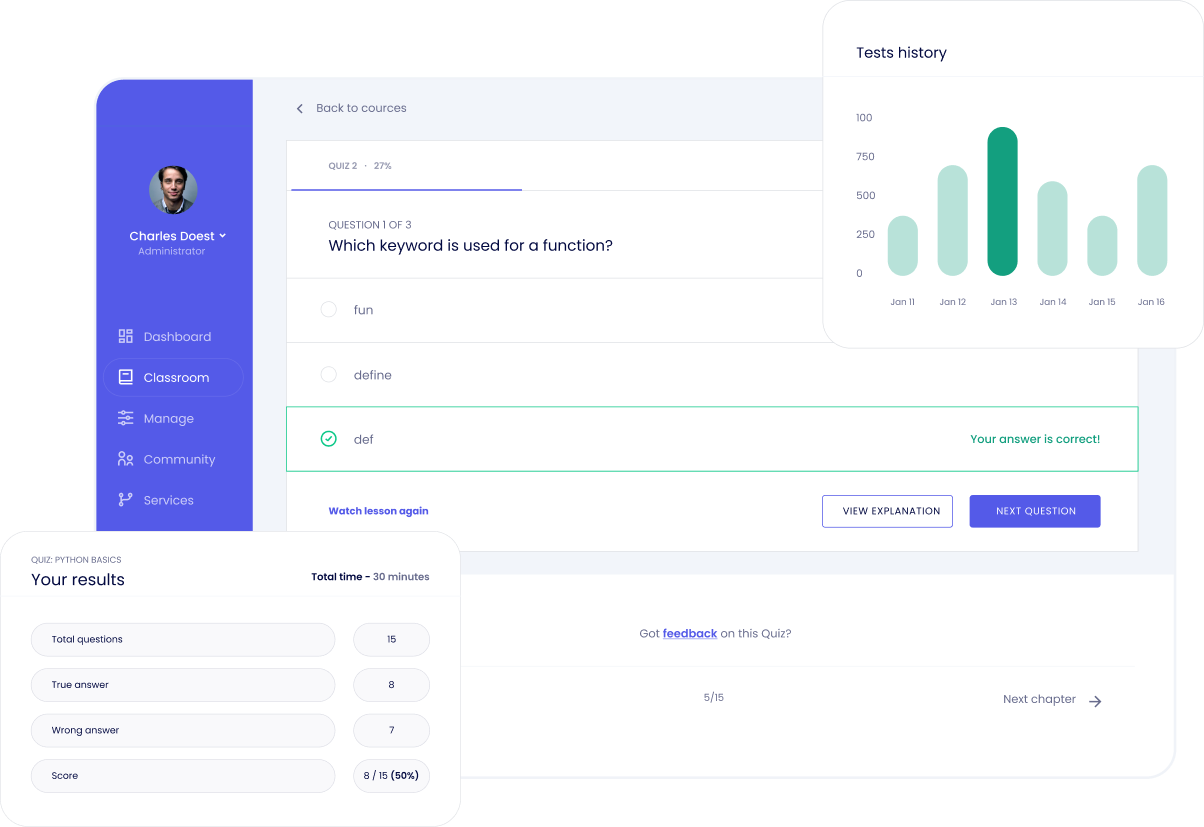 Tests history
100
750
500
250
0
Jan 11 Jan 12 Jan 13 Jan 14 Jan 15 Jan 16
Back to cources
QUIZ 2 · 27%
QUESTION 1 OF 3
Which keyword is used for a function?
fun
define
def Your answer is correct!
Watch lesson again VIEW EXPLANATION NEXT QUESTION
Charles Doest
Administrator
Dashboard
Classroom
Manage
Community
Services
QUIZ: PYTHON BASICS
Your results Total time - 30 minutes
Total questions 15
True answer 8
Wrong answer 7
Score 8 / 15 (50%)
Got feedback on this Quiz?
5/15 Next chapter